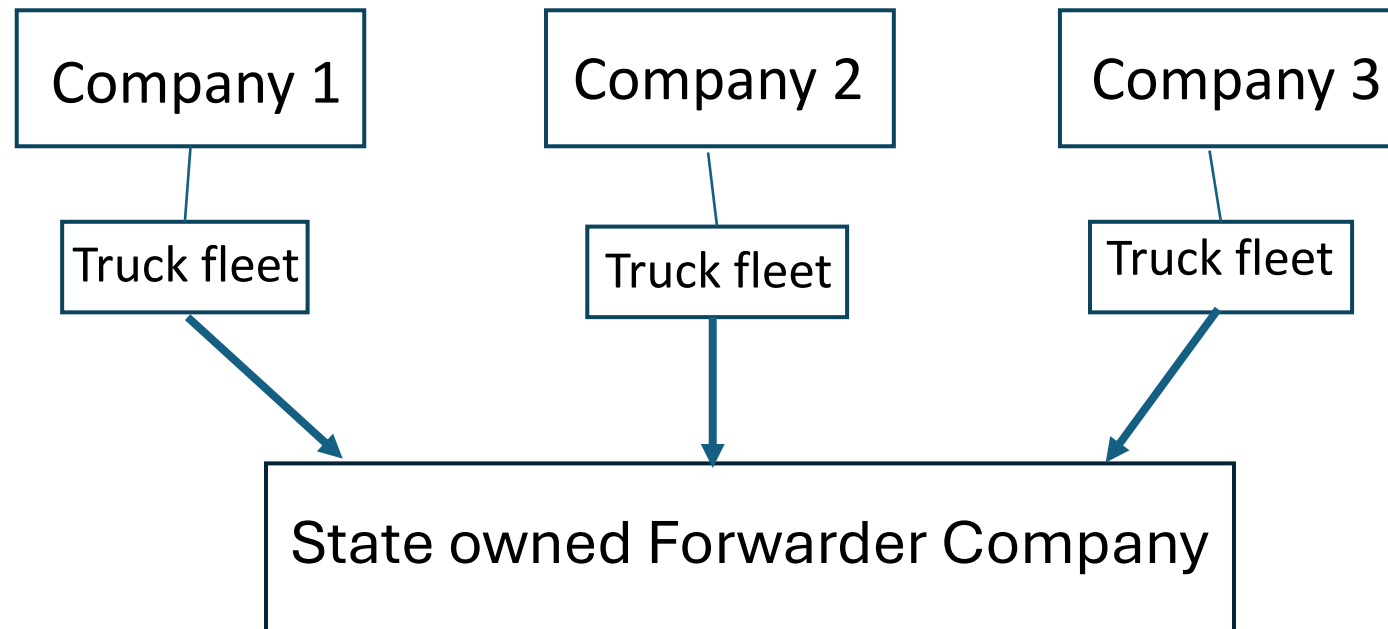 Company 1
Company 2
Company 3
Truck fleet
Truck fleet
Truck fleet
State owned Forwarder Company